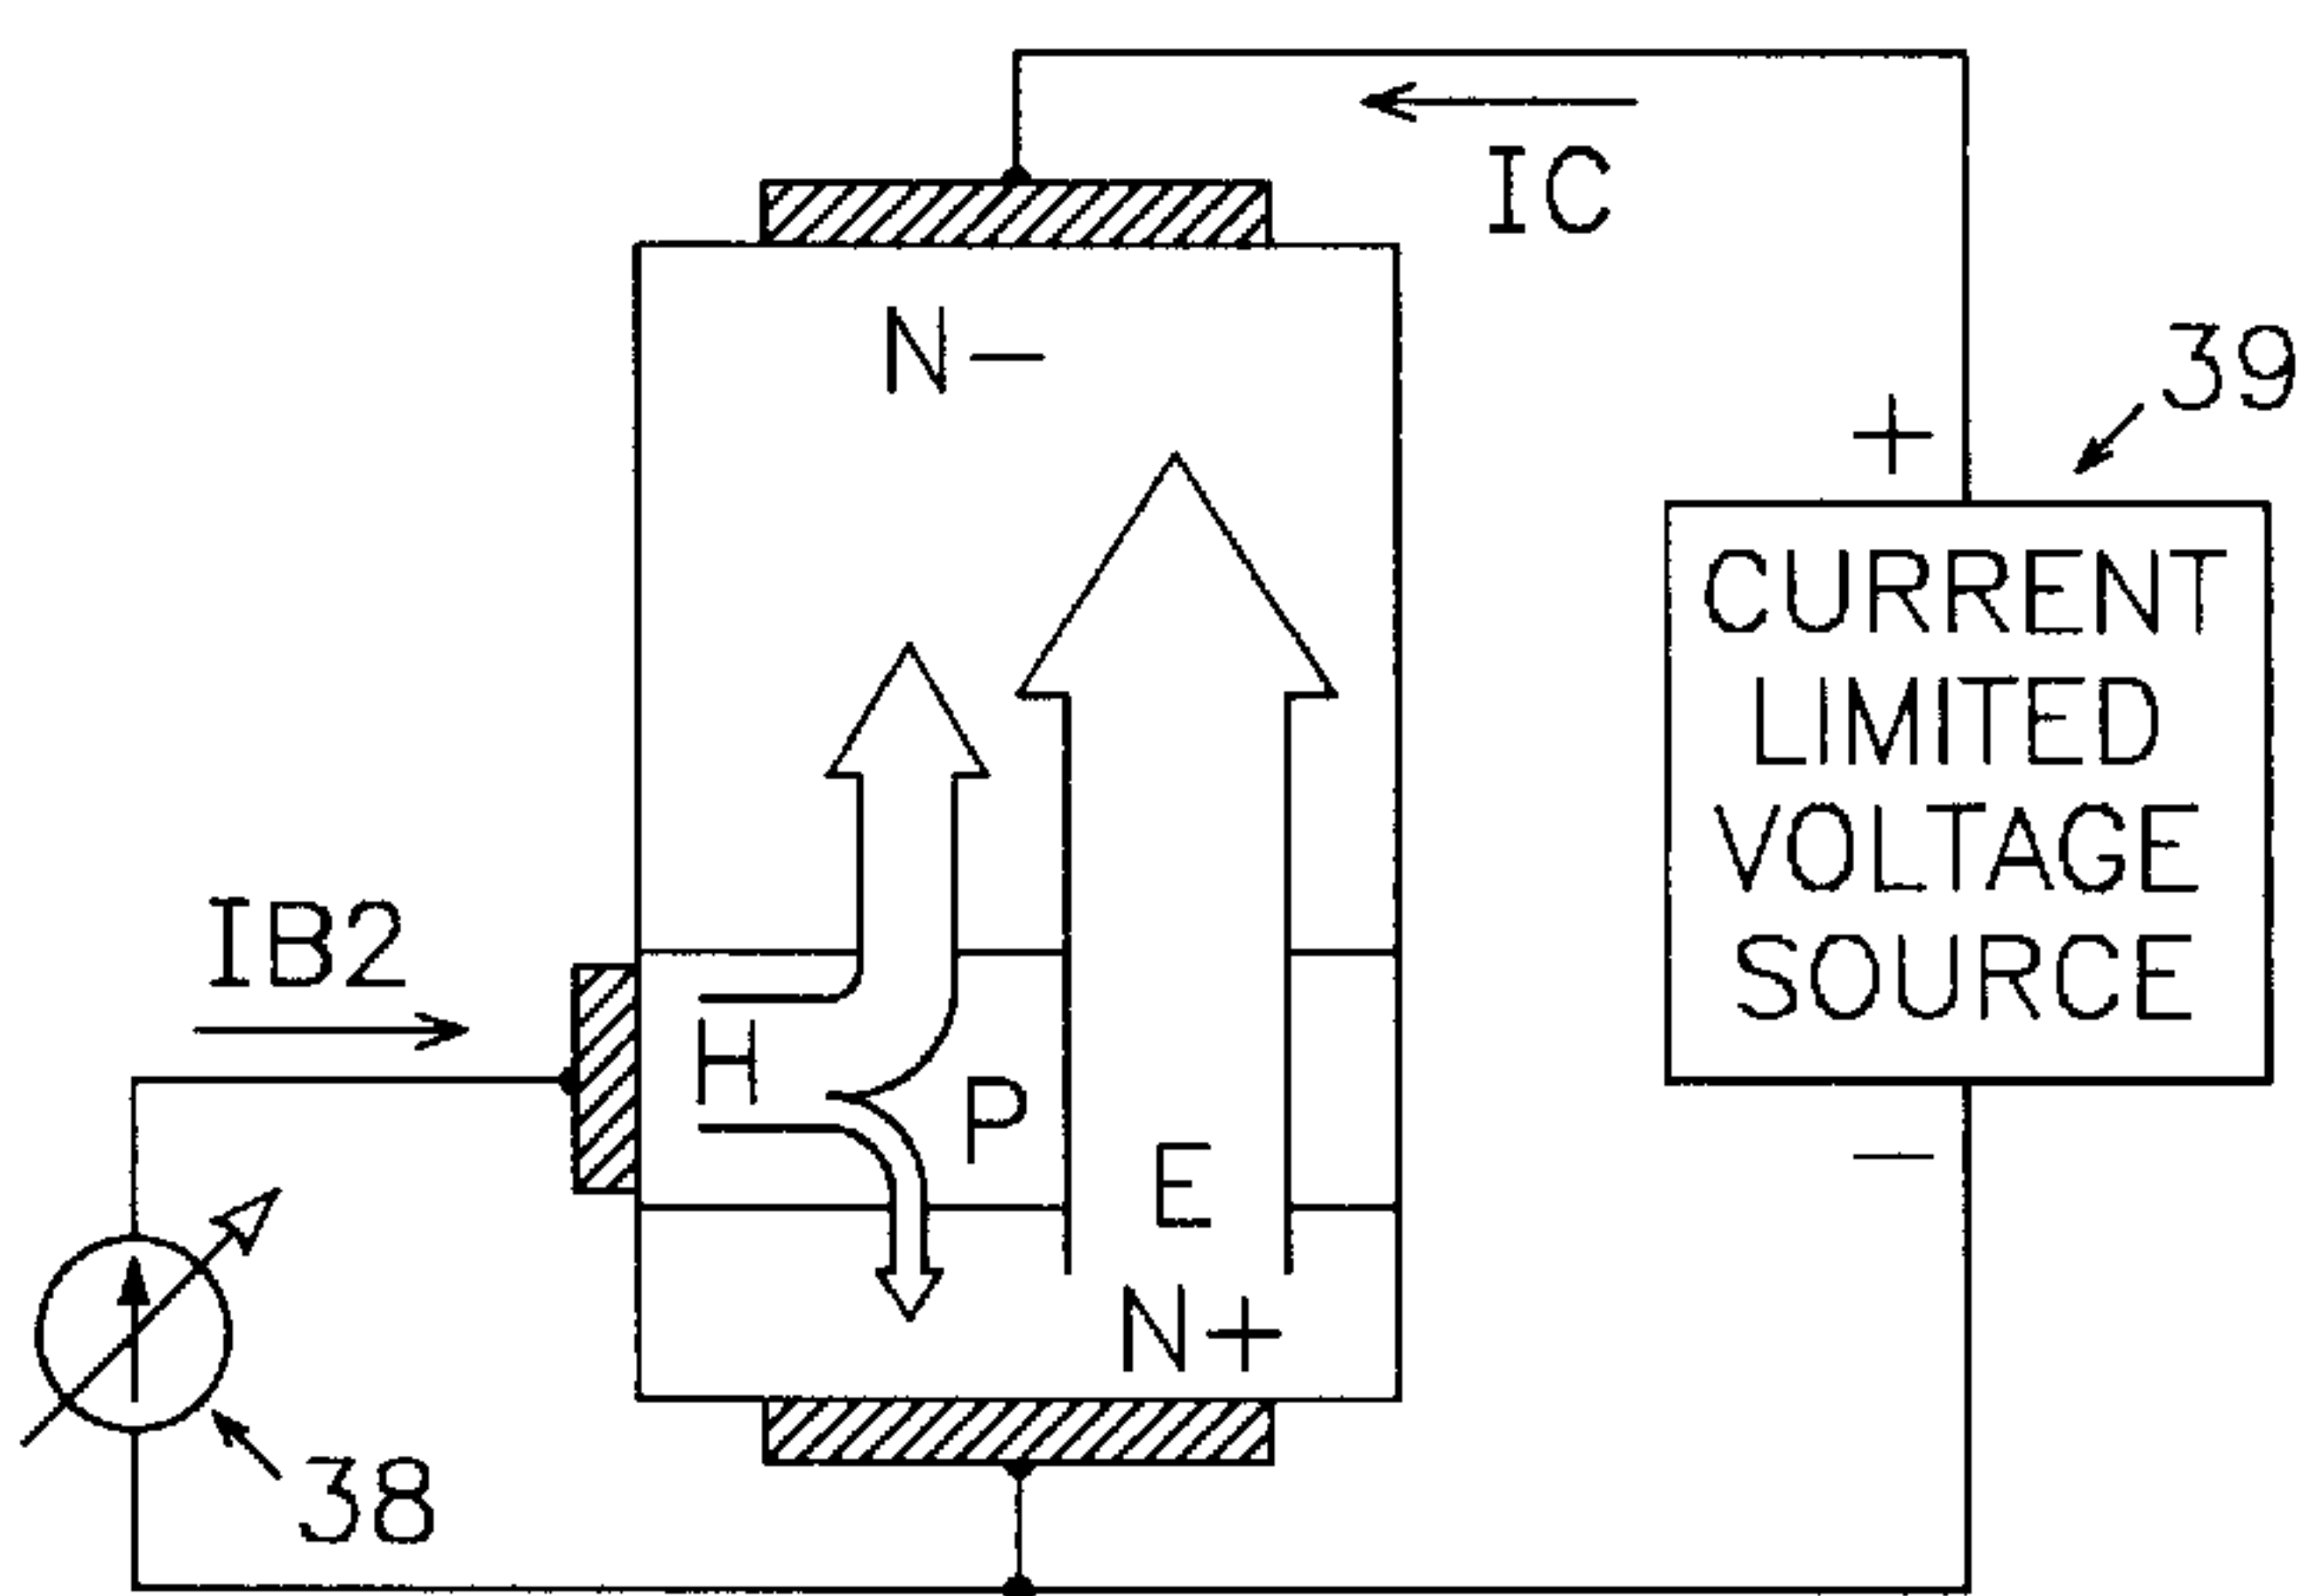 IC
N-
39
+
CURRENT
LIMITED
VOLTAGE
SOURCE
IB2
H
P
E
-
N+
38